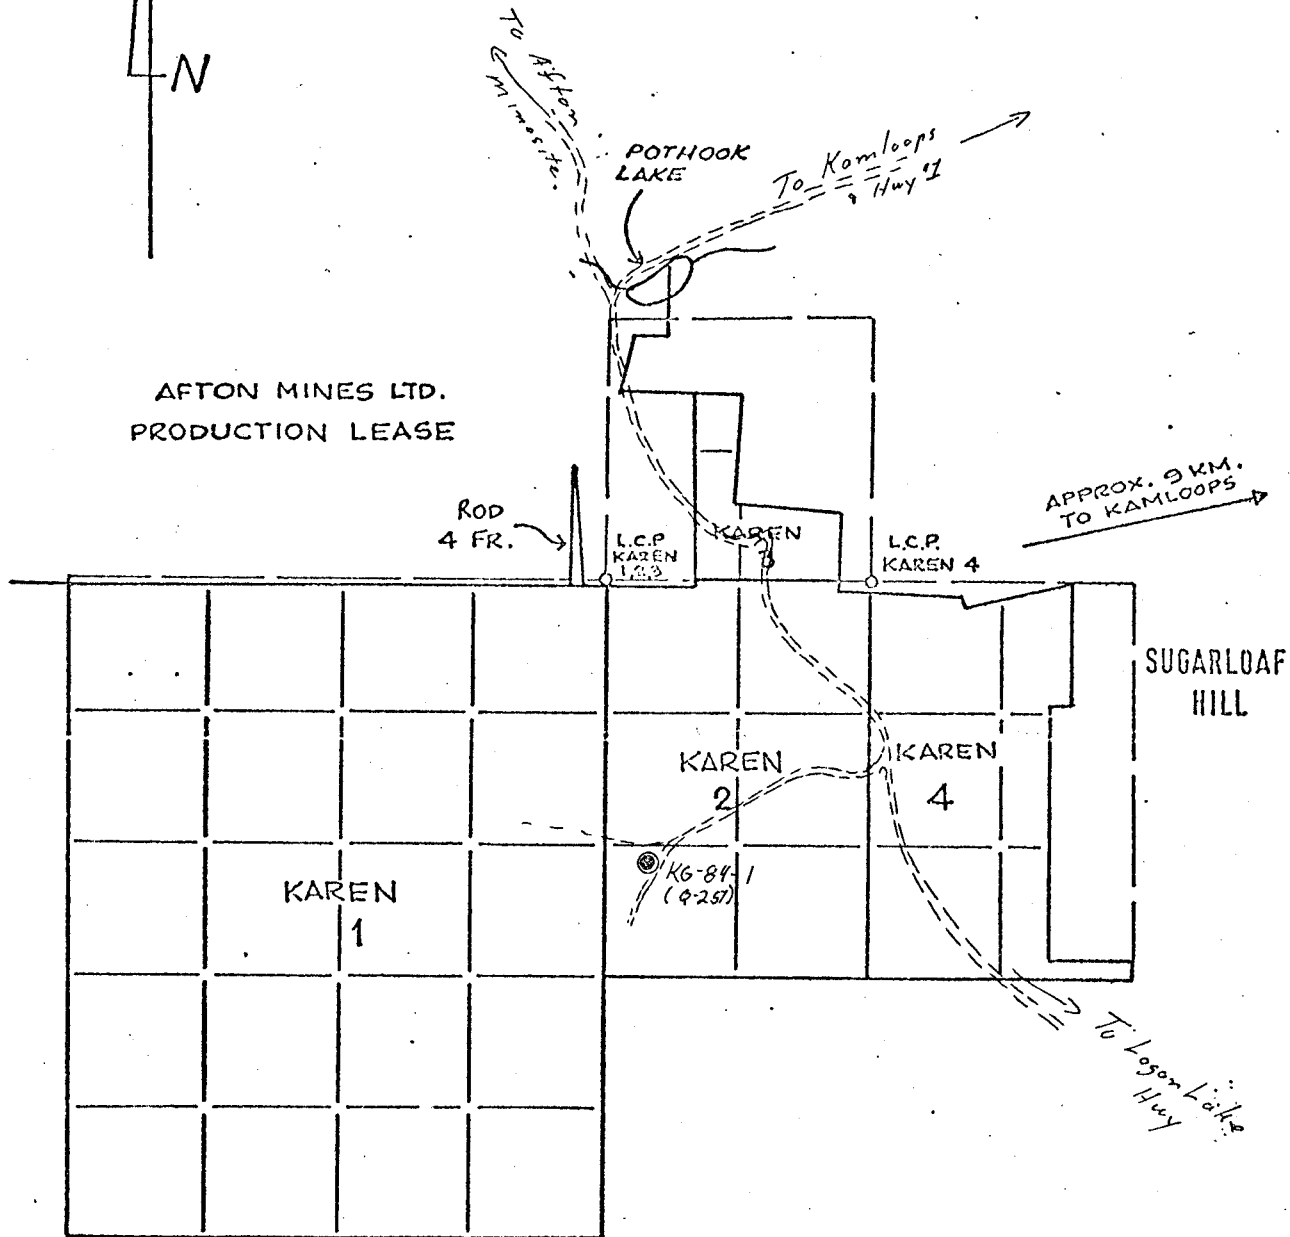 N
To Afton
Minesite.
POTHOOK
LAKE
To Kamloops
& Hwy #1
AFTON MINES LTD.
PRODUCTION LEASE
ROD
4 FR.
L.C.P
KAREN
1,2,3
KAREN
3
L.C.P.
KAREN 4
APPROX. 9 KM.
TO KAMLOOPS
SUGARLOAF
HILL
KAREN
2
KAREN
4
KAREN
1
KG-84-1
(Q-257)
To Logan Lake
Hwy